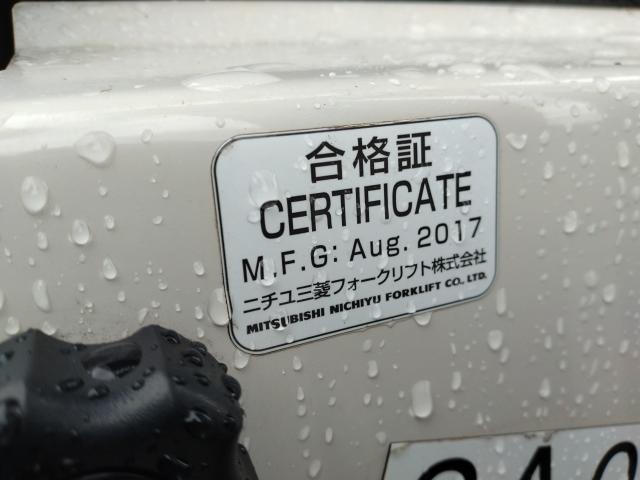 合格証
CERTIFICATE
M.F.G: Aug. 2017
ニチユ三菱フォークリフト株式会社
MITSUBISHI NICHIYU FORKLIFT CO., LTD.